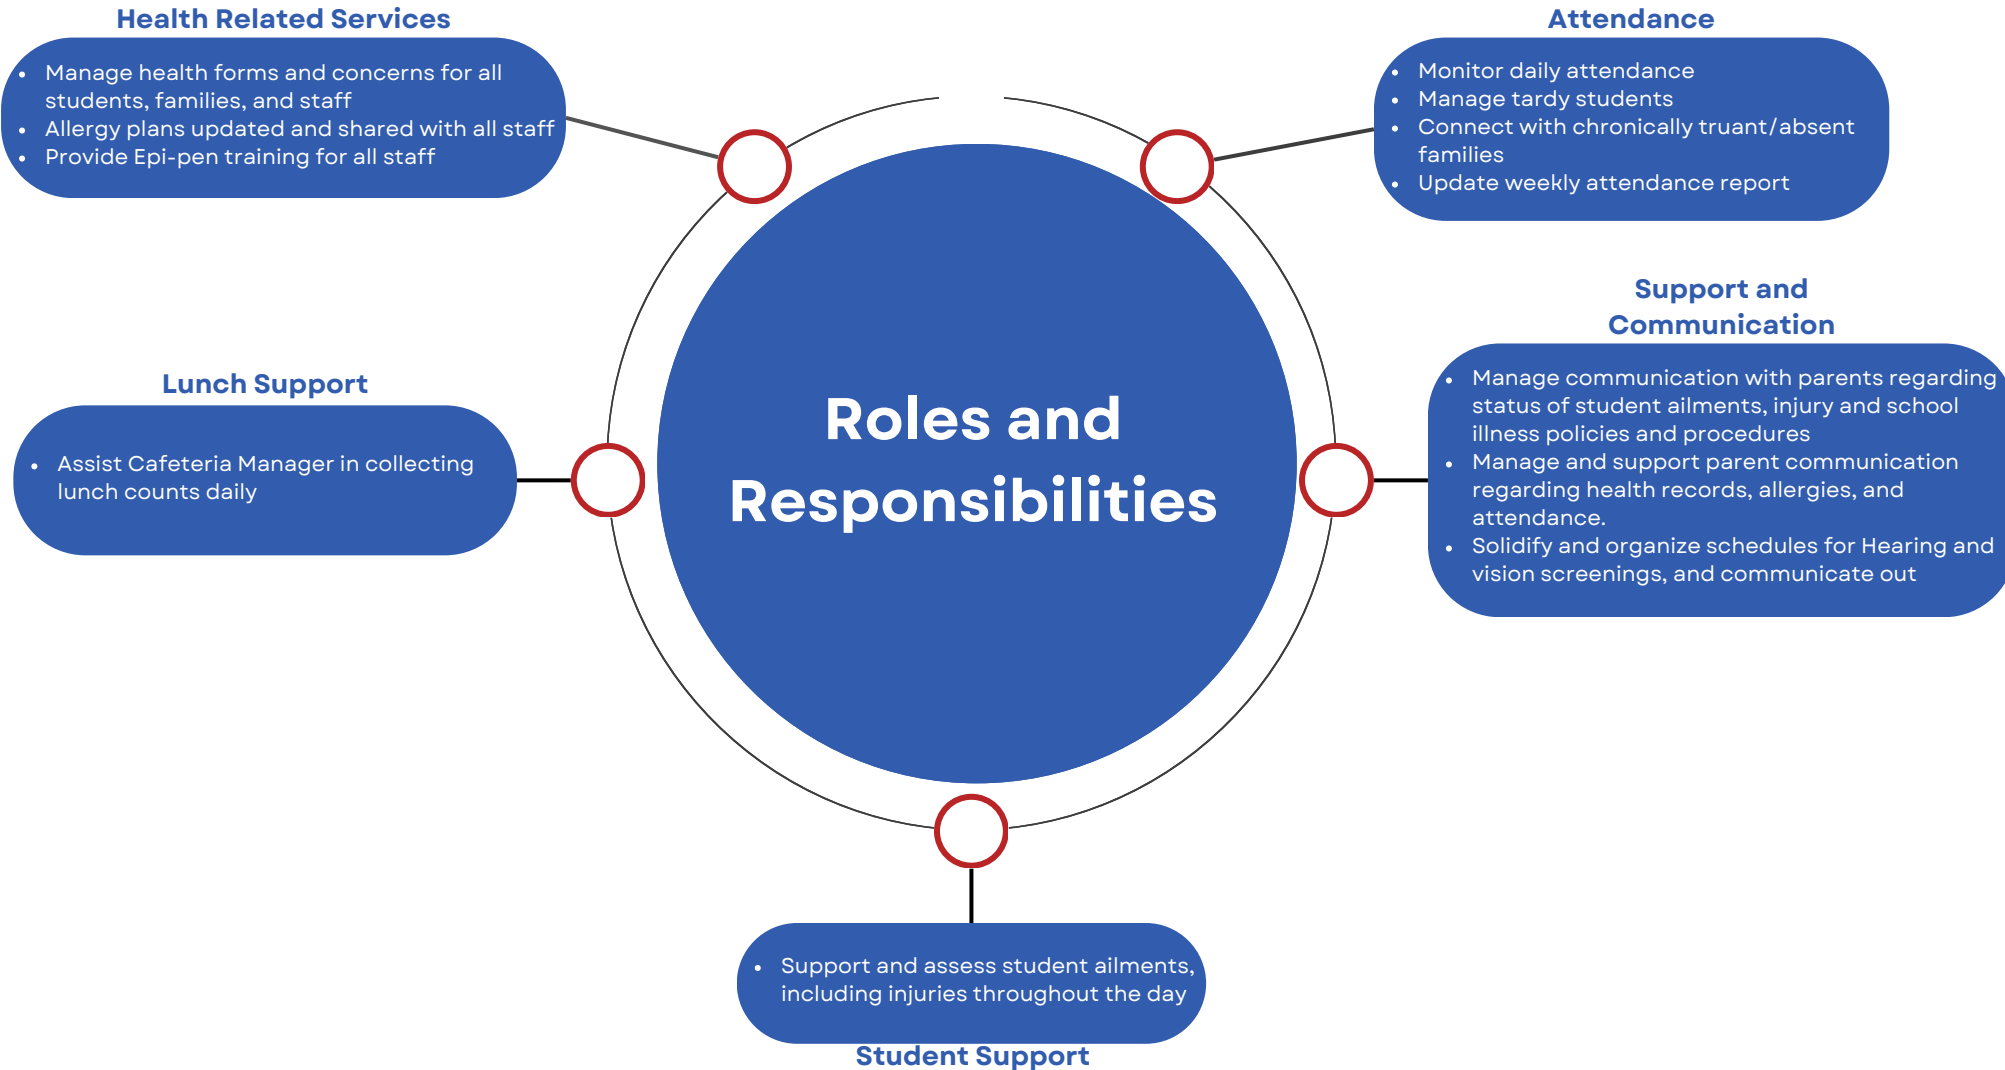 Health Related Services
• Manage health forms and concerns for all
students, families, and staff
• Allergy plans updated and shared with all staff
• Provide Epi-pen training for all staff
Attendance
• Monitor daily attendance
• Manage tardy students
• Connect with chronically truant/absent
families
• Update weekly attendance report
Lunch Support
• Assist Cafeteria Manager in collecting
lunch counts daily
Roles and
Responsibilities
Support and
Communication
• Manage communication with parents regarding
status of student ailments, injury and school
illness policies and procedures
• Manage and support parent communication
regarding health records, allergies, and
attendance.
• Solidify and organize schedules for Hearing and
vision screenings, and communicate out
• Support and assess student ailments,
including injuries throughout the day
Student Support